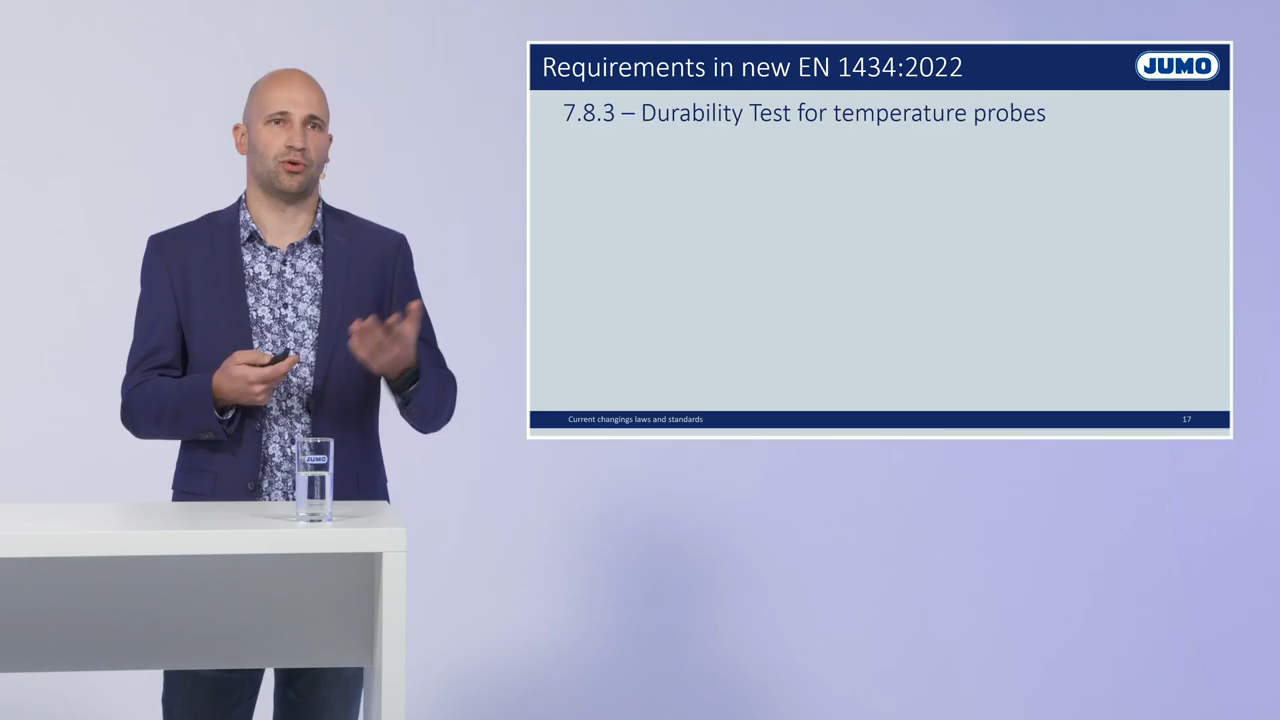 Requirements in new EN 1434:2022
JUMO
7.8.3 – Durability Test for temperature probes
Current changings laws and standards
17
JUMO